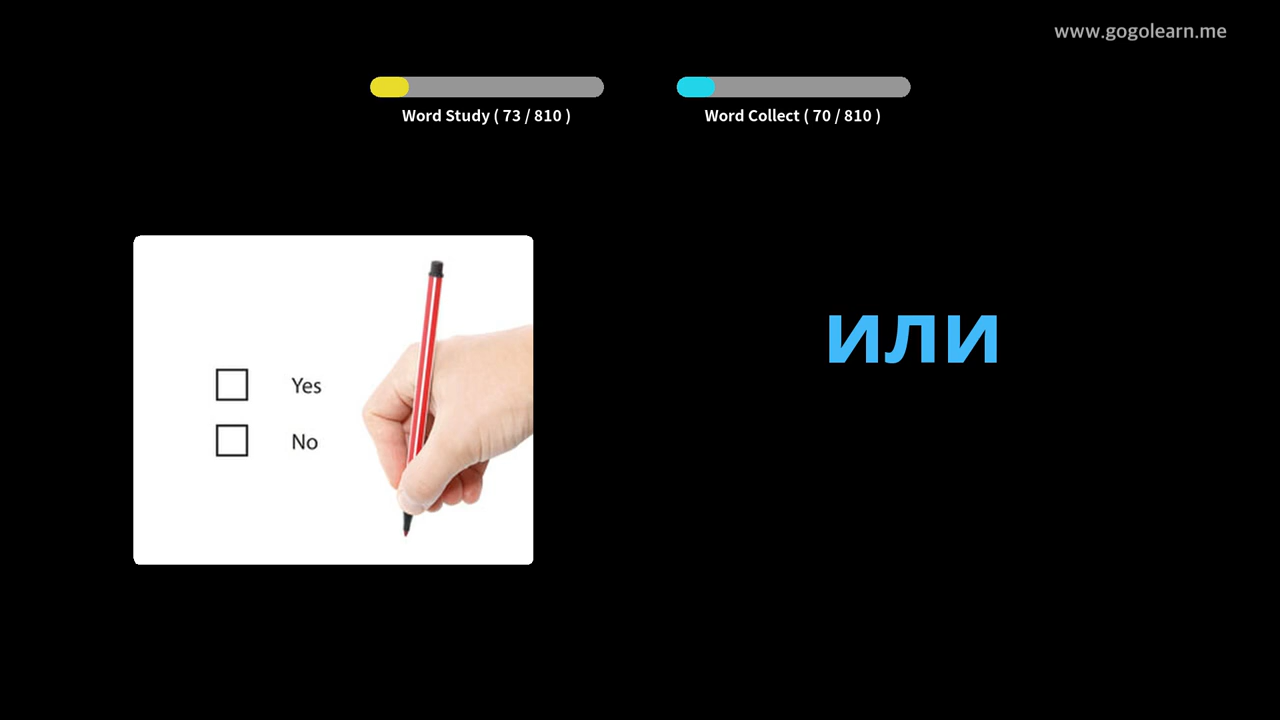 www.gogolearn.me
Word Study ( 73 / 810 )
Word Collect ( 70 / 810 )
Yes
No
или